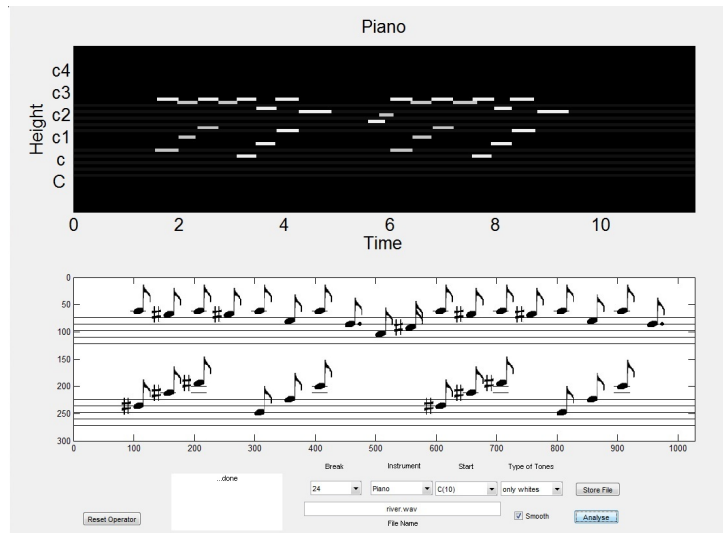 Piano
Height
c4
c3
c2
c1
c
C
0 2 4 6 8 10
Time
0
50
100
150
200
250
300
0 100 200 300 400 500 600 700 800 900 1000
...done
Break Instrument Start Type of Tones
24 Piano C(10) only whites Store File
river.wav
File Name
Smooth
Reset Operator Analyse